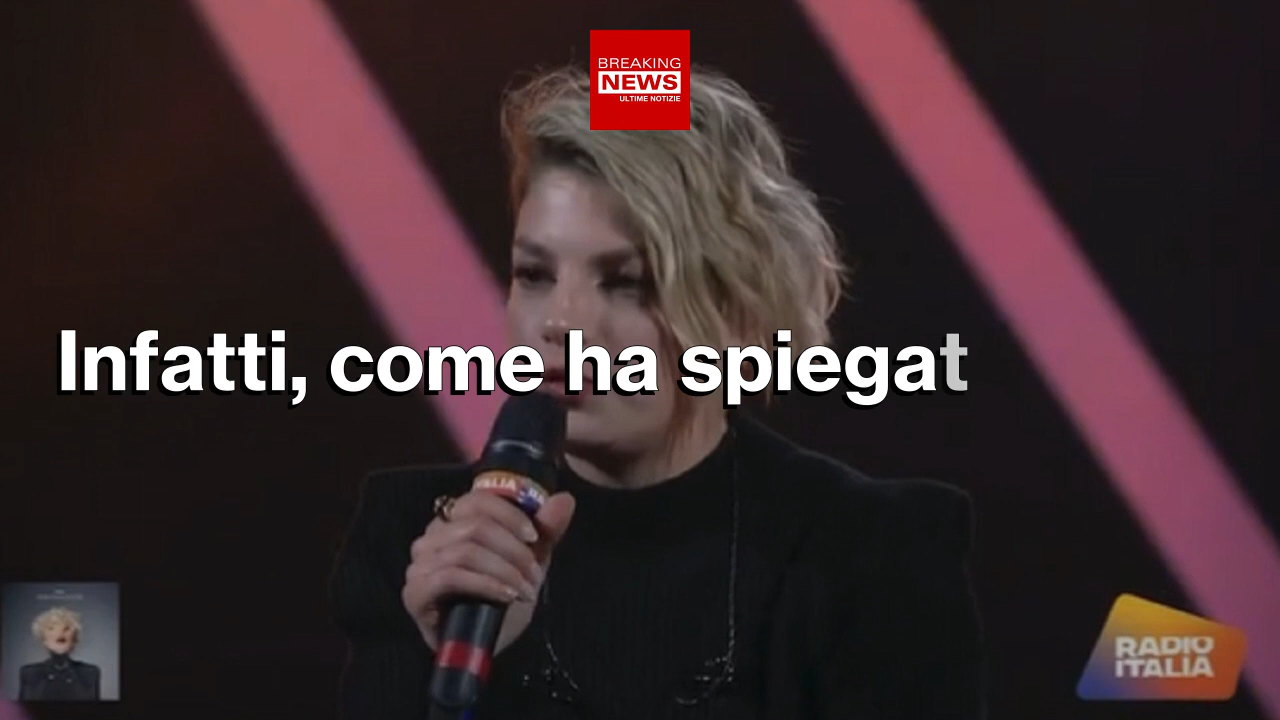 BREAKING
NEWS
ULTIME NOTIZIE
Infatti, come ha spiegat
RADIO
ITALIA